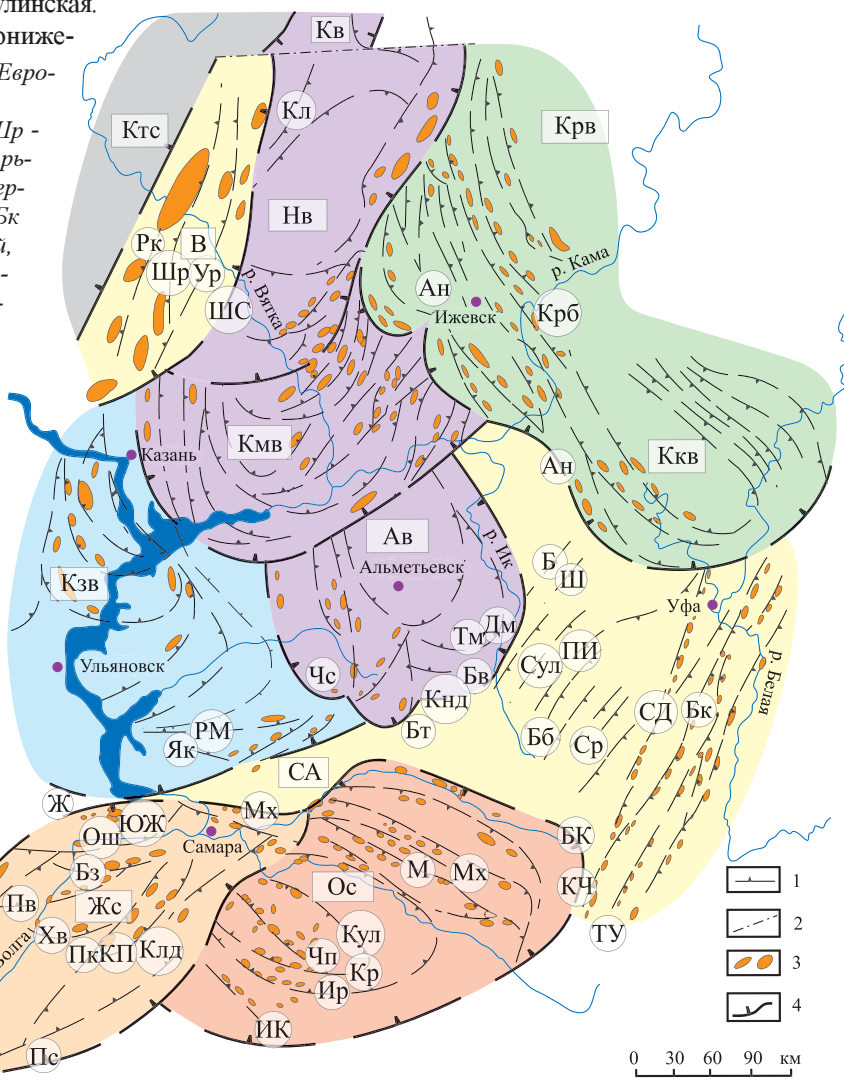 улинская.
ониже-
Евро-
Шр -
рь-
ер-
Бк
й,
-
-
Кв
Кл
Ктс
Крв
Нв
Рк
В
Шр
Ур
ШС
р. Вятка
р. Кама
Ан
Ижевск
Крб
Казань
Кмв
Ан
Ккв
Ав
Альметьевск
р. Ик
Б
Ш
Кзв
Уфа
Тм
Дм
ПИ
Сул
р. Белая
Ульяновск
Чс
Бв
Кнд
СД
Бк
РМ
Бт
Як
Бб
Ср
СА
Ж
Мх
ЮЖ
Ош
Самара
БК
Бз
М
Мх
1
Ос
КЧ
Пв
Жс
2
Хв
Кул
ТУ
Волга
Пк
КП
Клд
Чп
3
Кр
Ир
4
ИК
Пс
0 30 60 90 км